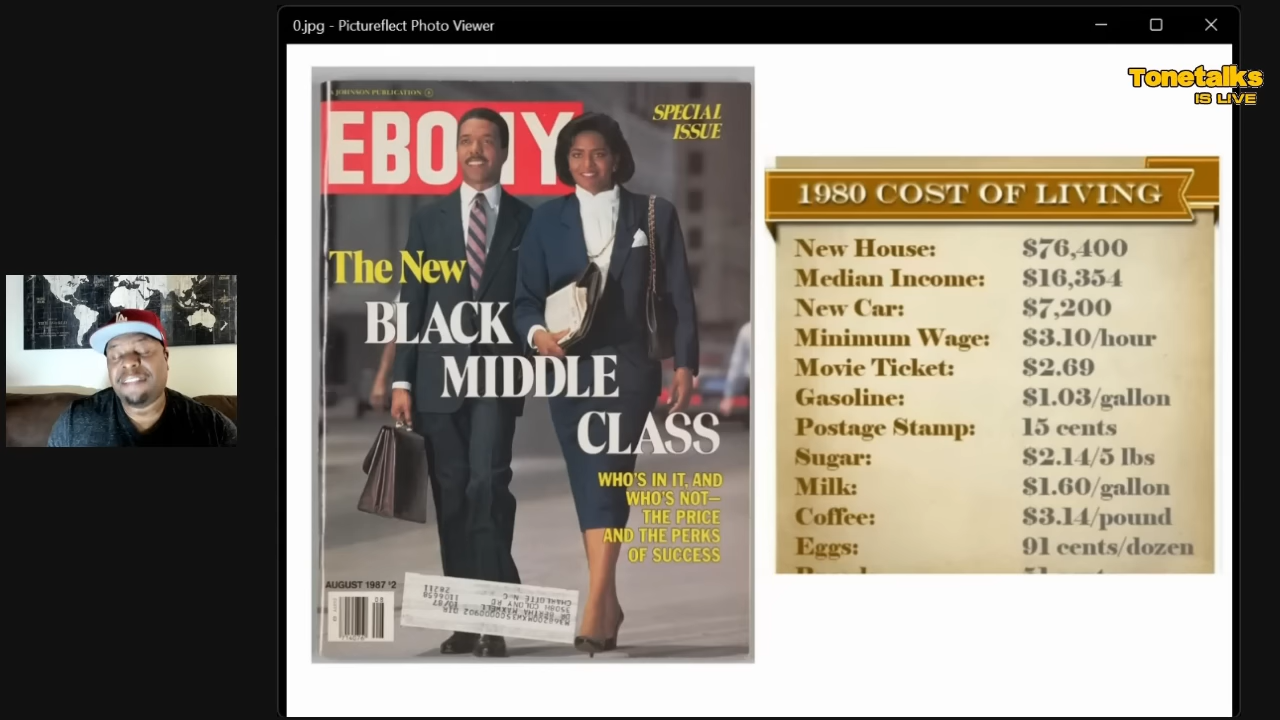 0.jpg - Pictureflect Photo Viewer
Tonetalks
IS LIVE
A JOHNSON PUBLICATION
EBONY
SPECIAL
ISSUE
The New
BLACK
MIDDLE
CLASS
WHO'S IN IT, AND
WHO'S NOT—
THE PRICE
AND THE PERKS
OF SUCCESS
AUGUST 1987 $2
08
CHARLOTTE N C 28211
1980 COST OF LIVING
New House: $76,400
Median Income: $16,354
New Car: $7,200
Minimum Wage: $3.10/hour
Movie Ticket: $2.69
Gasoline: $1.03/gallon
Postage Stamp: 15 cents
Sugar: $2.14/5 lbs
Milk: $1.60/gallon
Coffee: $3.14/pound
Eggs: 91 cents/dozen